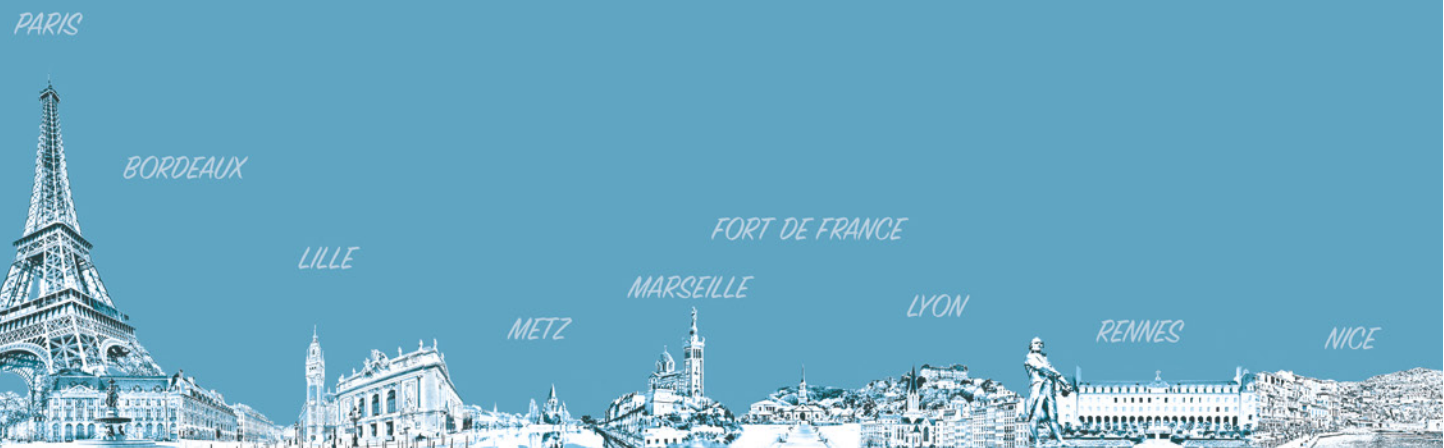 PARIS
BORDEAUX
LILLE
METZ
MARSEILLE
FORT DE FRANCE
LYON
RENNES
NICE